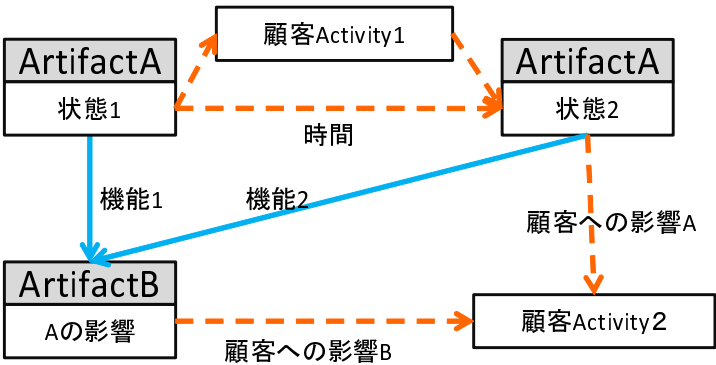 顧客Activity1
ArtifactA
状態1
ArtifactA
状態2
時間
機能1
機能2
顧客への影響A
ArtifactB
Aの影響
顧客への影響B
顧客Activity２